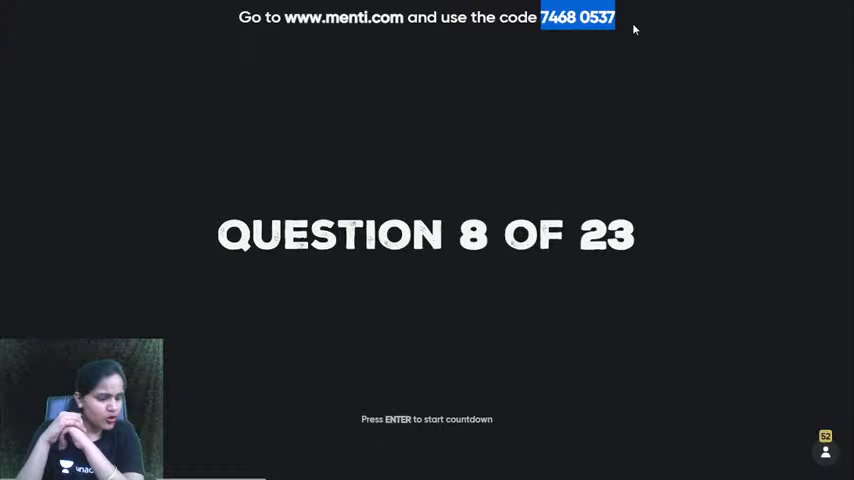 Go to www.menti.com and use the code 7468 0537
QUESTION 8 OF 23
Press ENTER to start countdown
52